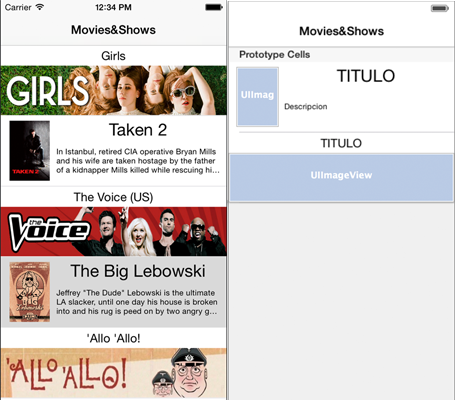 Carrier 12:34 PM
Movies&Shows
Girls
GIRLS
Taken 2
TAKEN 2
In Istanbul, retired CIA operative Bryan Mills
and his wife are taken hostage by the father
of a kidnapper Mills killed while rescuing hi...
The Voice (US)
the
Voice
The Big Lebowski
Jeffrey "The Dude" Lebowski is the ultimate
LA slacker, until one day his house is broken
into and his rug is peed on by two angry g...
'Allo 'Allo!
'ALLO 'ALLO!
Movies&Shows
Prototype Cells
UIImag
TITULO
Descripcion
TITULO
UIImageView